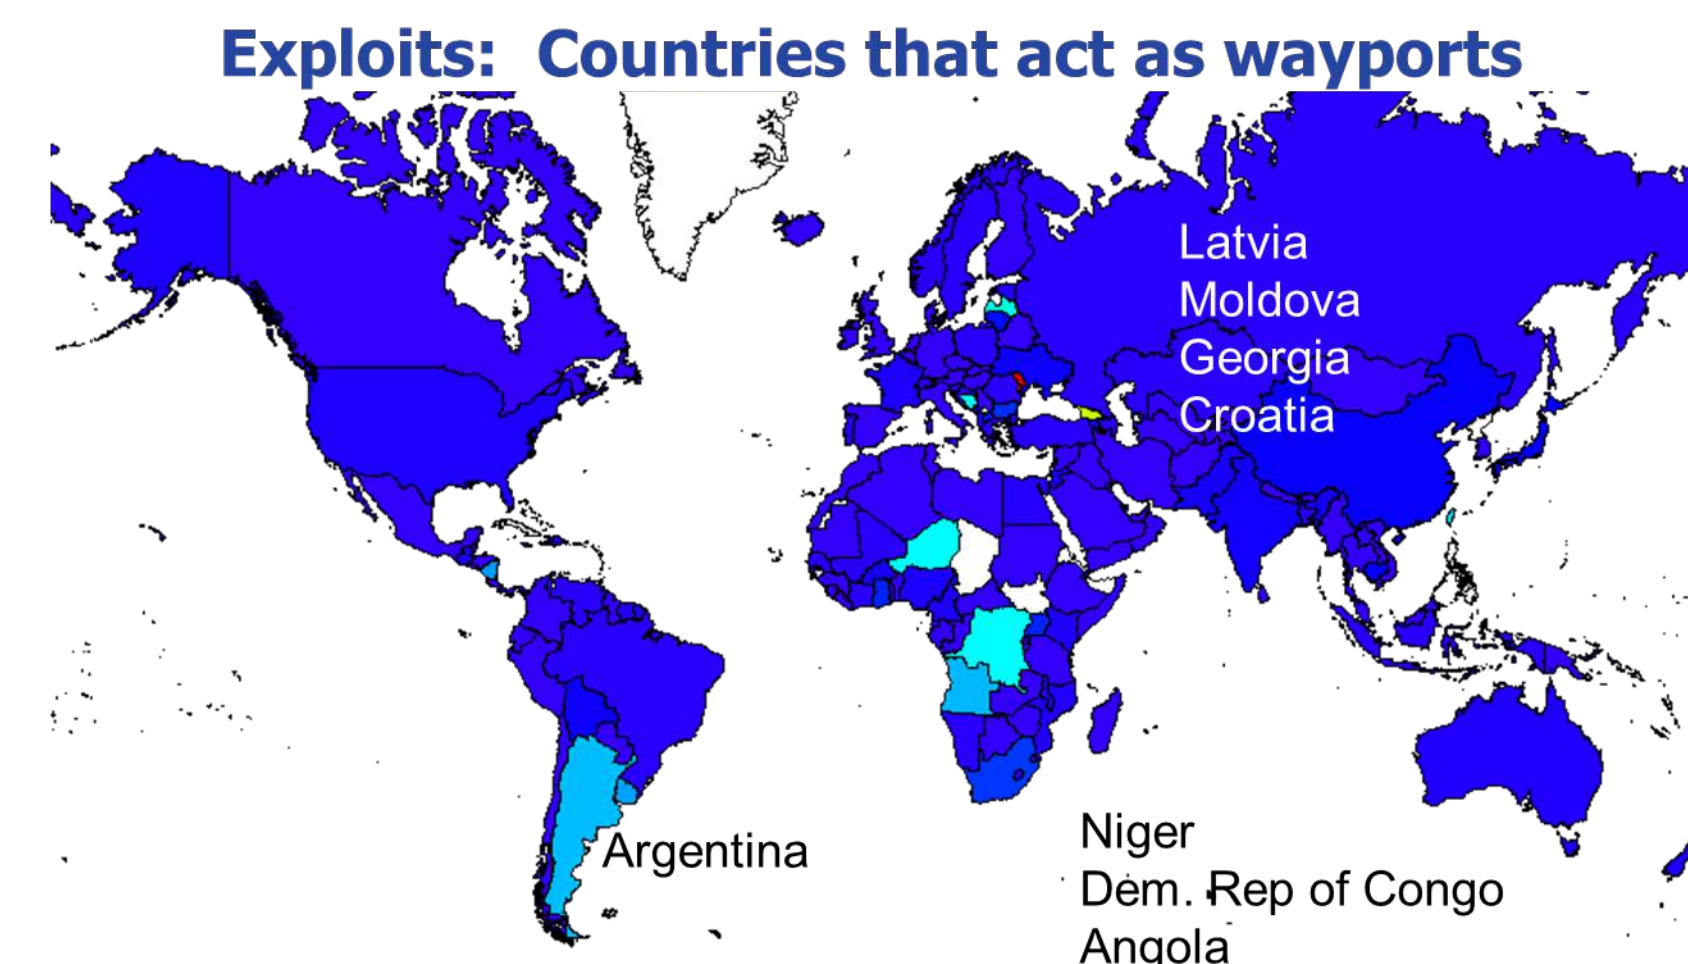 Exploits:  Countries that act as wayports
Latvia
Moldova
Georgia
Croatia
Argentina
Niger
Dem. Rep of Congo
Angola